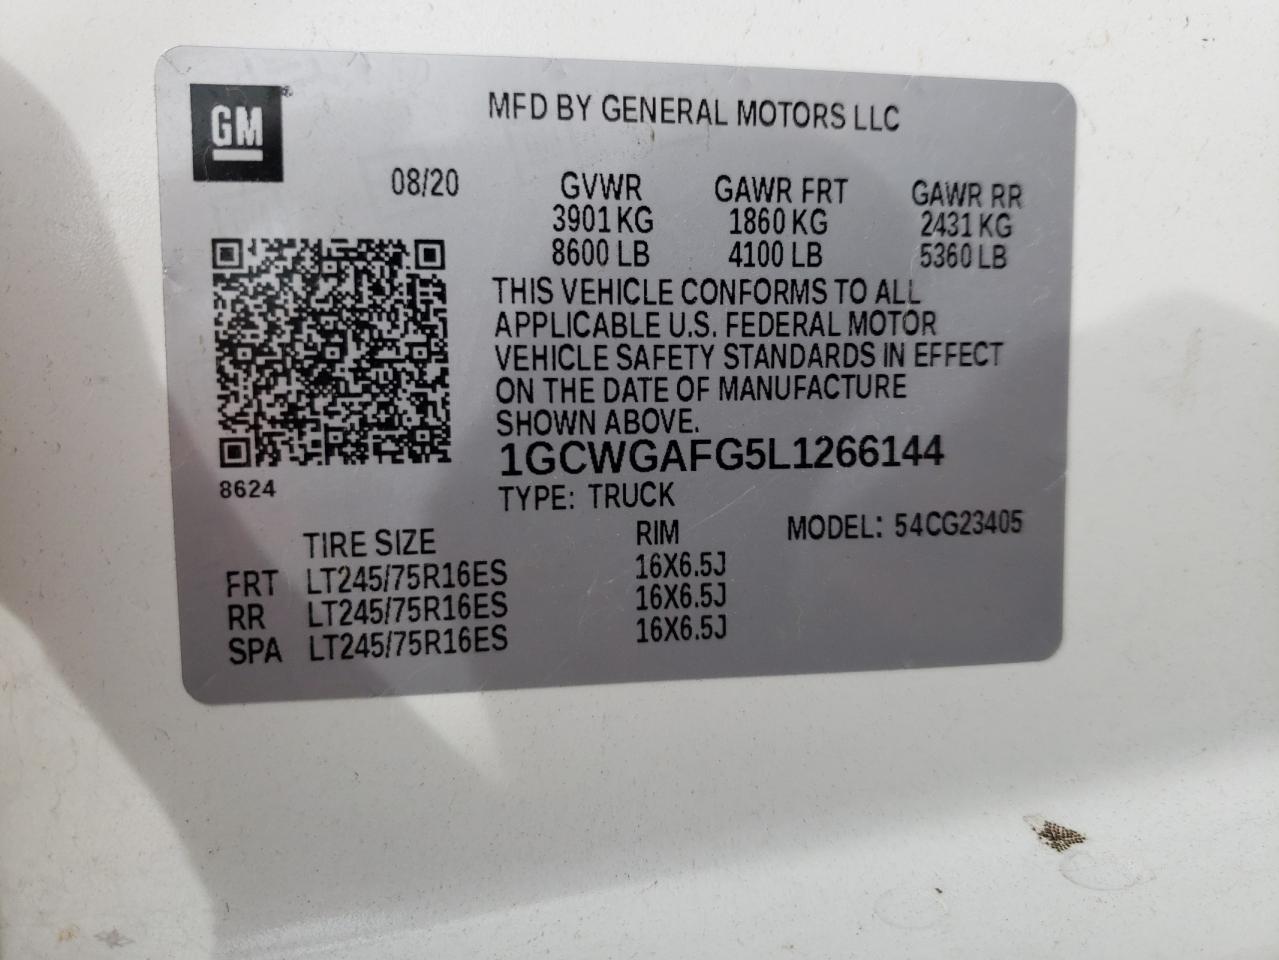 GM
MFD BY GENERAL MOTORS LLC
08/20 GVWR GAWR FRT GAWR RR
3901 KG 1860 KG 2431 KG
8600 LB 4100 LB 5360 LB
THIS VEHICLE CONFORMS TO ALL
APPLICABLE U.S. FEDERAL MOTOR
VEHICLE SAFETY STANDARDS IN EFFECT
ON THE DATE OF MANUFACTURE
SHOWN ABOVE.
1GCWGAFG5L1266144
8624
TYPE: TRUCK
TIRE SIZE RIM MODEL: 54CG23405
FRT LT245/75R16ES 16X6.5J
RR LT245/75R16ES 16X6.5J
SPA LT245/75R16ES 16X6.5J